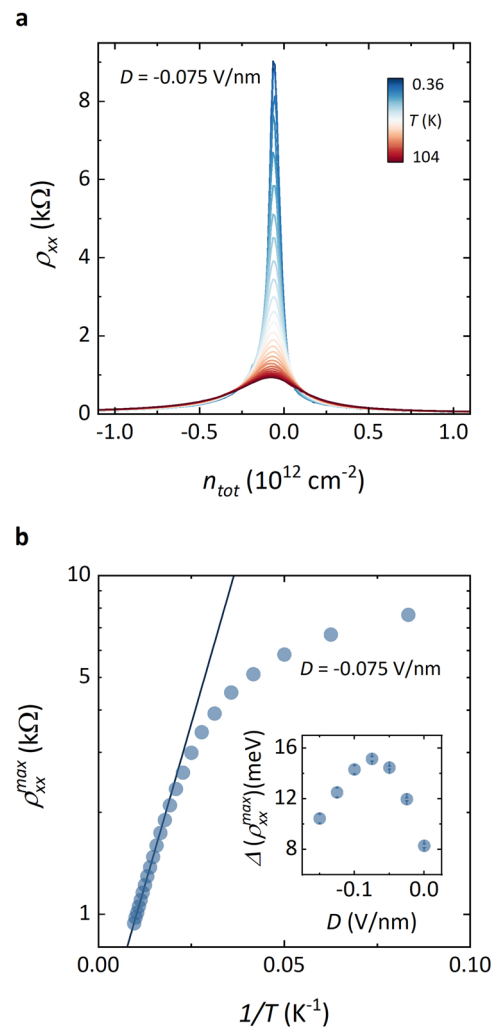 a
D = -0.075 V/nm
0.36
T (K)
104
8
6
4
2
0
ρxx (kΩ)
-1.0 -0.5 0.0 0.5 1.0
ntot (10¹² cm⁻²)
b
10
5
1
ρxx^max (kΩ)
D = -0.075 V/nm
16
12
8
Δ (ρxx^max)(meV)
-0.1 0.0
D (V/nm)
0.00 0.05 0.10
1/T (K⁻¹)